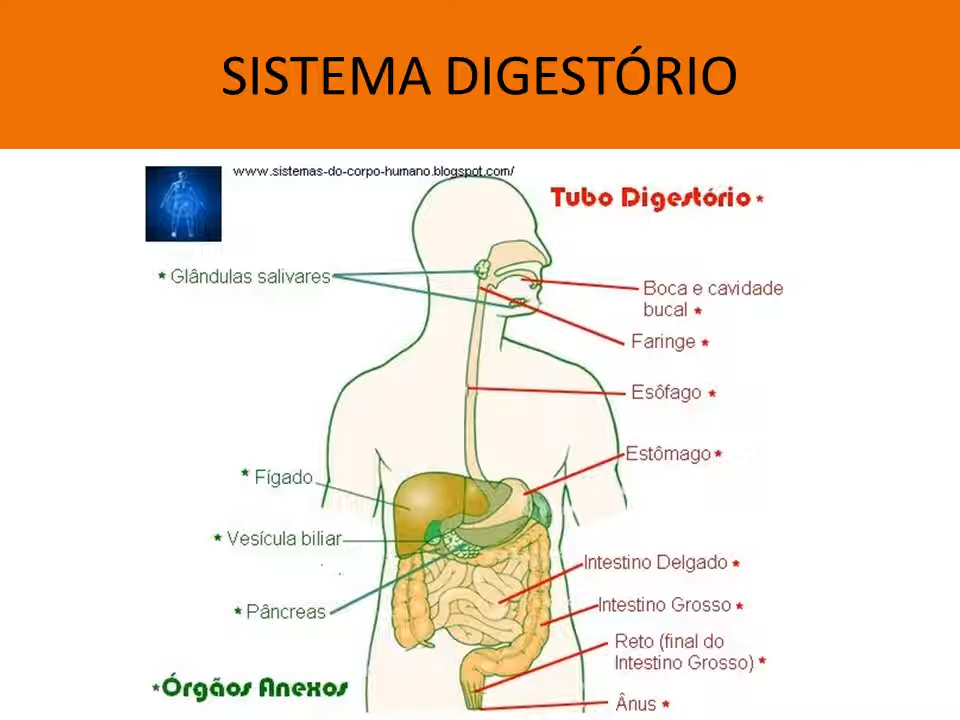 SISTEMA DIGESTÓRIO
www.sistemas-do-corpo-humano.blogspot.com/
Tubo Digestório *
* Glândulas salivares
Boca e cavidade
bucal *
Faringe *
Esôfago *
Estômago *
* Fígado
* Vesícula biliar
Intestino Delgado *
* Pâncreas
Intestino Grosso *
Reto (final do
Intestino Grosso) *
* Órgãos Anexos
Ânus *